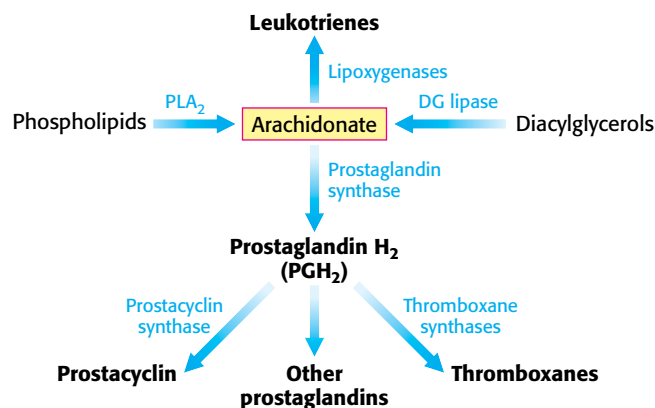 Leukotrienes
Lipoxygenases
PLA₂
DG lipase
Phospholipids
Arachidonate
Diacylglycerols
Prostaglandin
synthase
Prostaglandin H₂
(PGH₂)
Prostacyclin
synthase
Thromboxane
synthases
Prostacyclin
Other
prostaglandins
Thromboxanes